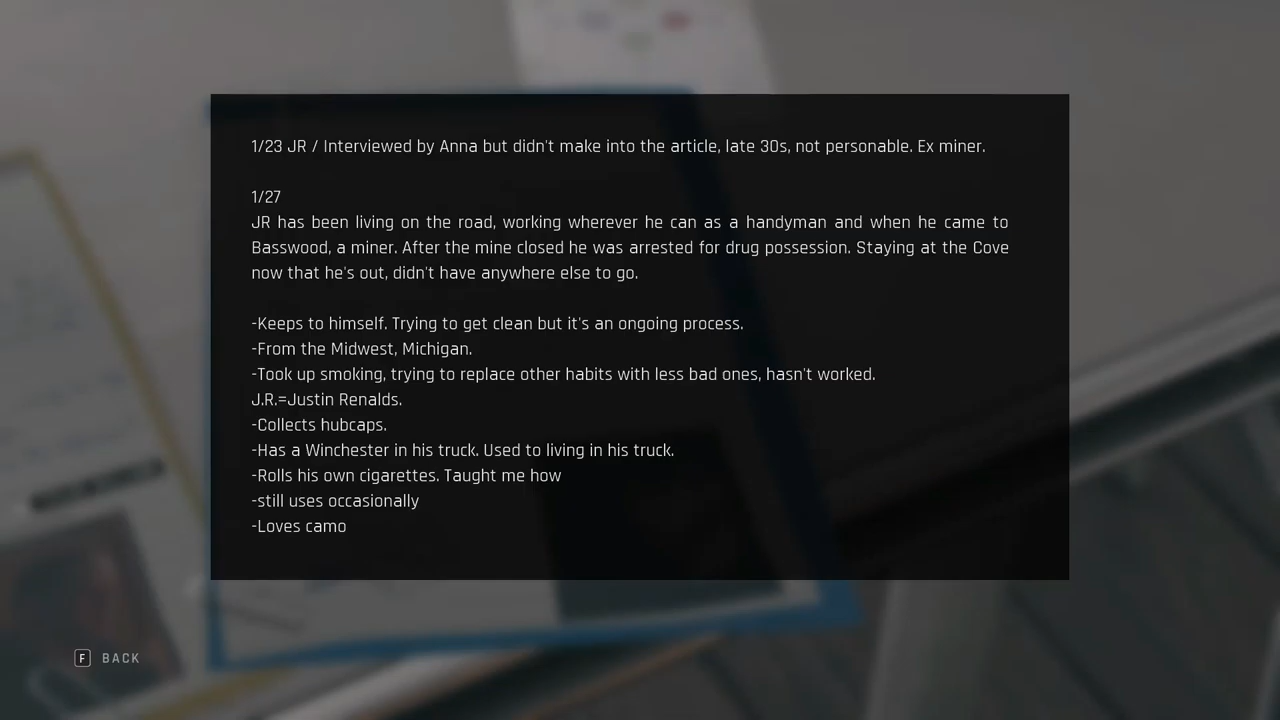 1/23 JR / Interviewed by Anna but didn't make into the article, late 30s, not personable. Ex miner.
1/27
JR has been living on the road, working wherever he can as a handyman and when he came to
Basswood, a miner. After the mine closed he was arrested for drug possession. Staying at the Cove
now that he's out, didn't have anywhere else to go.
-Keeps to himself. Trying to get clean but it's an ongoing process.
-From the Midwest, Michigan.
-Took up smoking, trying to replace other habits with less bad ones, hasn't worked.
J.R.=Justin Renalds.
-Collects hubcaps.
-Has a Winchester in his truck. Used to living in his truck.
-Rolls his own cigarettes. Taught me how
-still uses occasionally
-Loves camo
F BACK